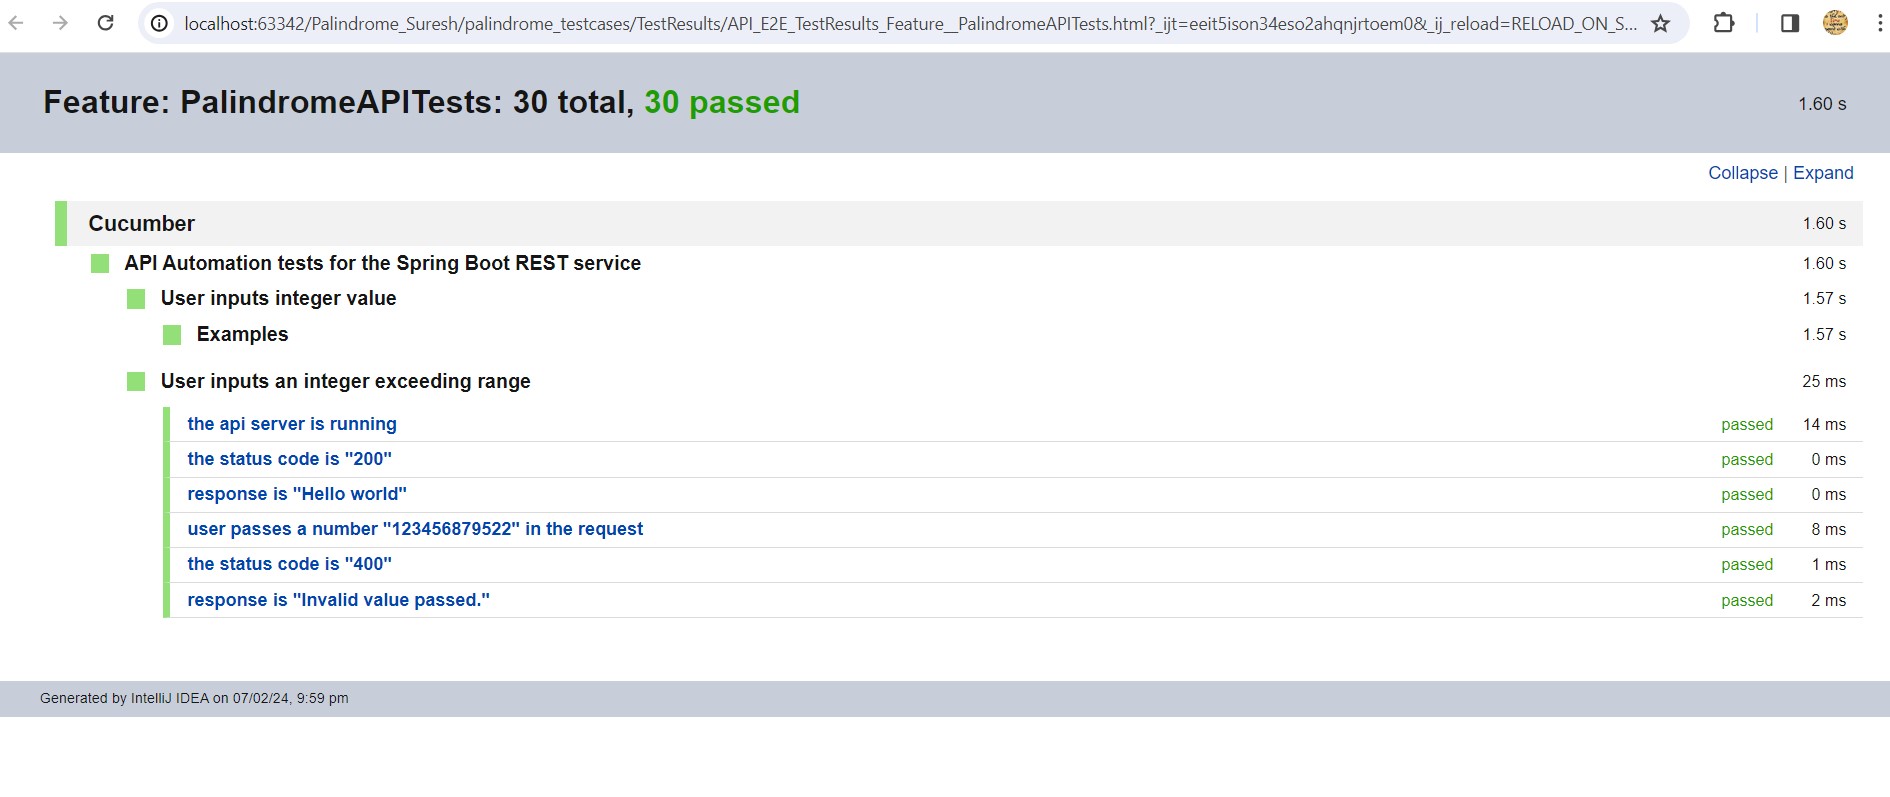 localhost:63342/Palindrome_Suresh/palindrome_testcases/TestResults/API_E2E_TestResults_Feature__PalindromeAPITests.html?_ijt=eeit5ison34eso2ahqnjrtoem0&_ij_reload=RELOAD_ON_S...
Feature: PalindromeAPITests: 30 total, 30 passed 1.60 s
Collapse | Expand
Cucumber 1.60 s
API Automation tests for the Spring Boot REST service 1.60 s
User inputs integer value 1.57 s
Examples 1.57 s
User inputs an integer exceeding range 25 ms
the api server is running passed 14 ms
the status code is "200" passed 0 ms
response is "Hello world" passed 0 ms
user passes a number "123456879522" in the request passed 8 ms
the status code is "400" passed 1 ms
response is "Invalid value passed." passed 2 ms
Generated by IntelliJ IDEA on 07/02/24, 9:59 pm